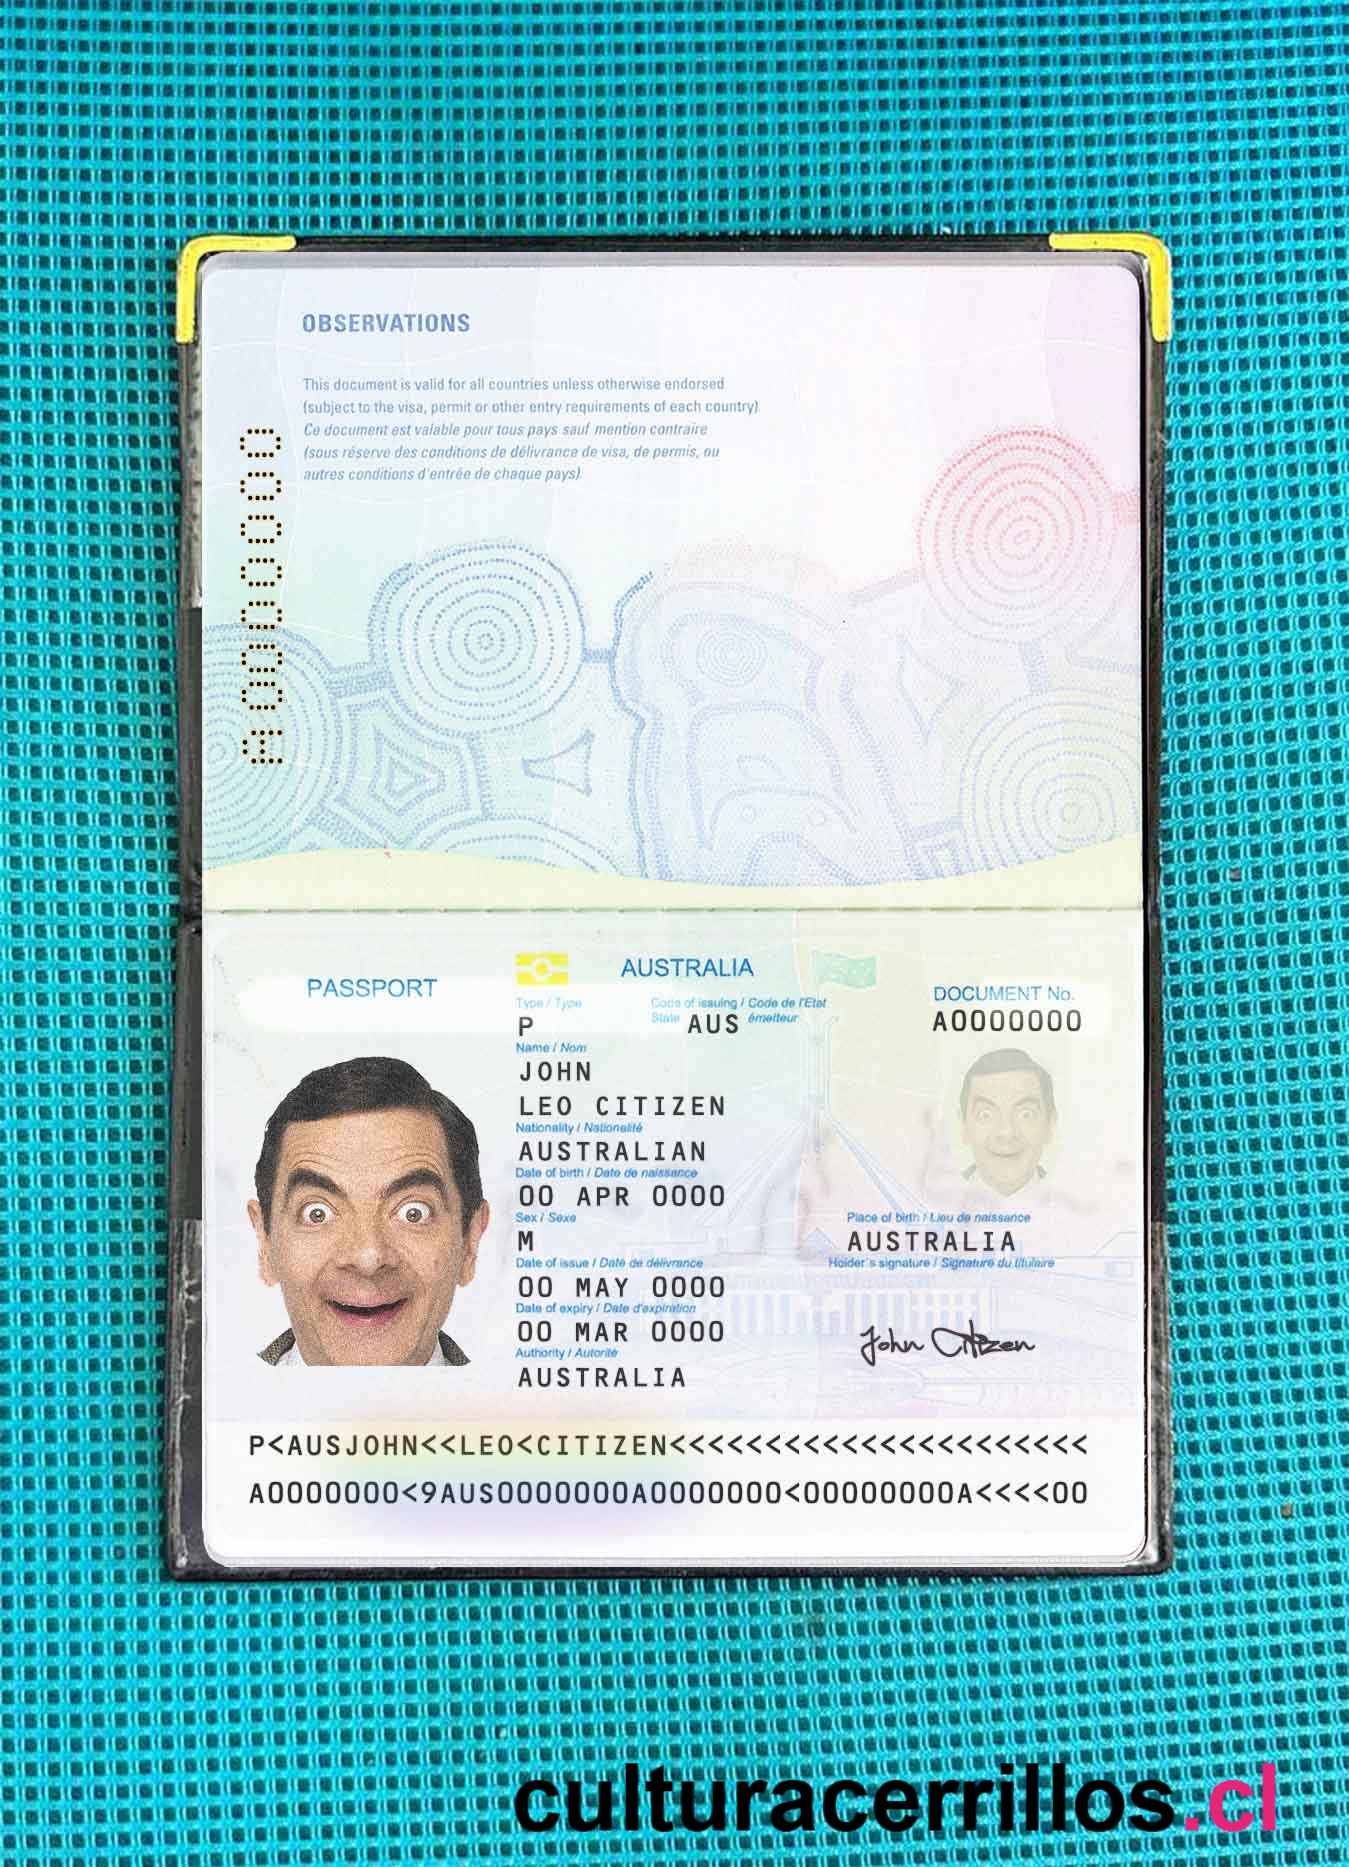 OBSERVATIONS
This document is valid for all countries unless otherwise endorsed
(subject to the visa, permit or other entry requirements of each country).
Ce document est valable pour tous pays sauf mention contraire
(sous réserve des conditions de délivrance de visa, de permis, ou
autres conditions d'entrée de chaque pays).
A0000000
PASSPORT
AUSTRALIA
Type / Type
Code of issuing / Code de l'Etat
State émetteur
DOCUMENT No.
P
AUS
A0000000
Name / Nom
JOHN
LEO CITIZEN
Nationality / Nationalité
AUSTRALIAN
Date of birth / Date de naissance
00 APR 0000
Sex / Sexe
Place of birth / Lieu de naissance
M
AUSTRALIA
Date of issue / Daté de délivrance
Holder's signature / Signature du titulaire
00 MAY 0000
Date of expiry / Date d'expiration
00 MAR 0000
John Citizen
Authority / Autorité
AUSTRALIA
P<AUSJOHN<<LEO<CITIZEN<<<<<<<<<<<<<<<<<<<<<<
A0000000<9AUS0000000A0000000<00000000A<<<<00
culturacerrillos.cl